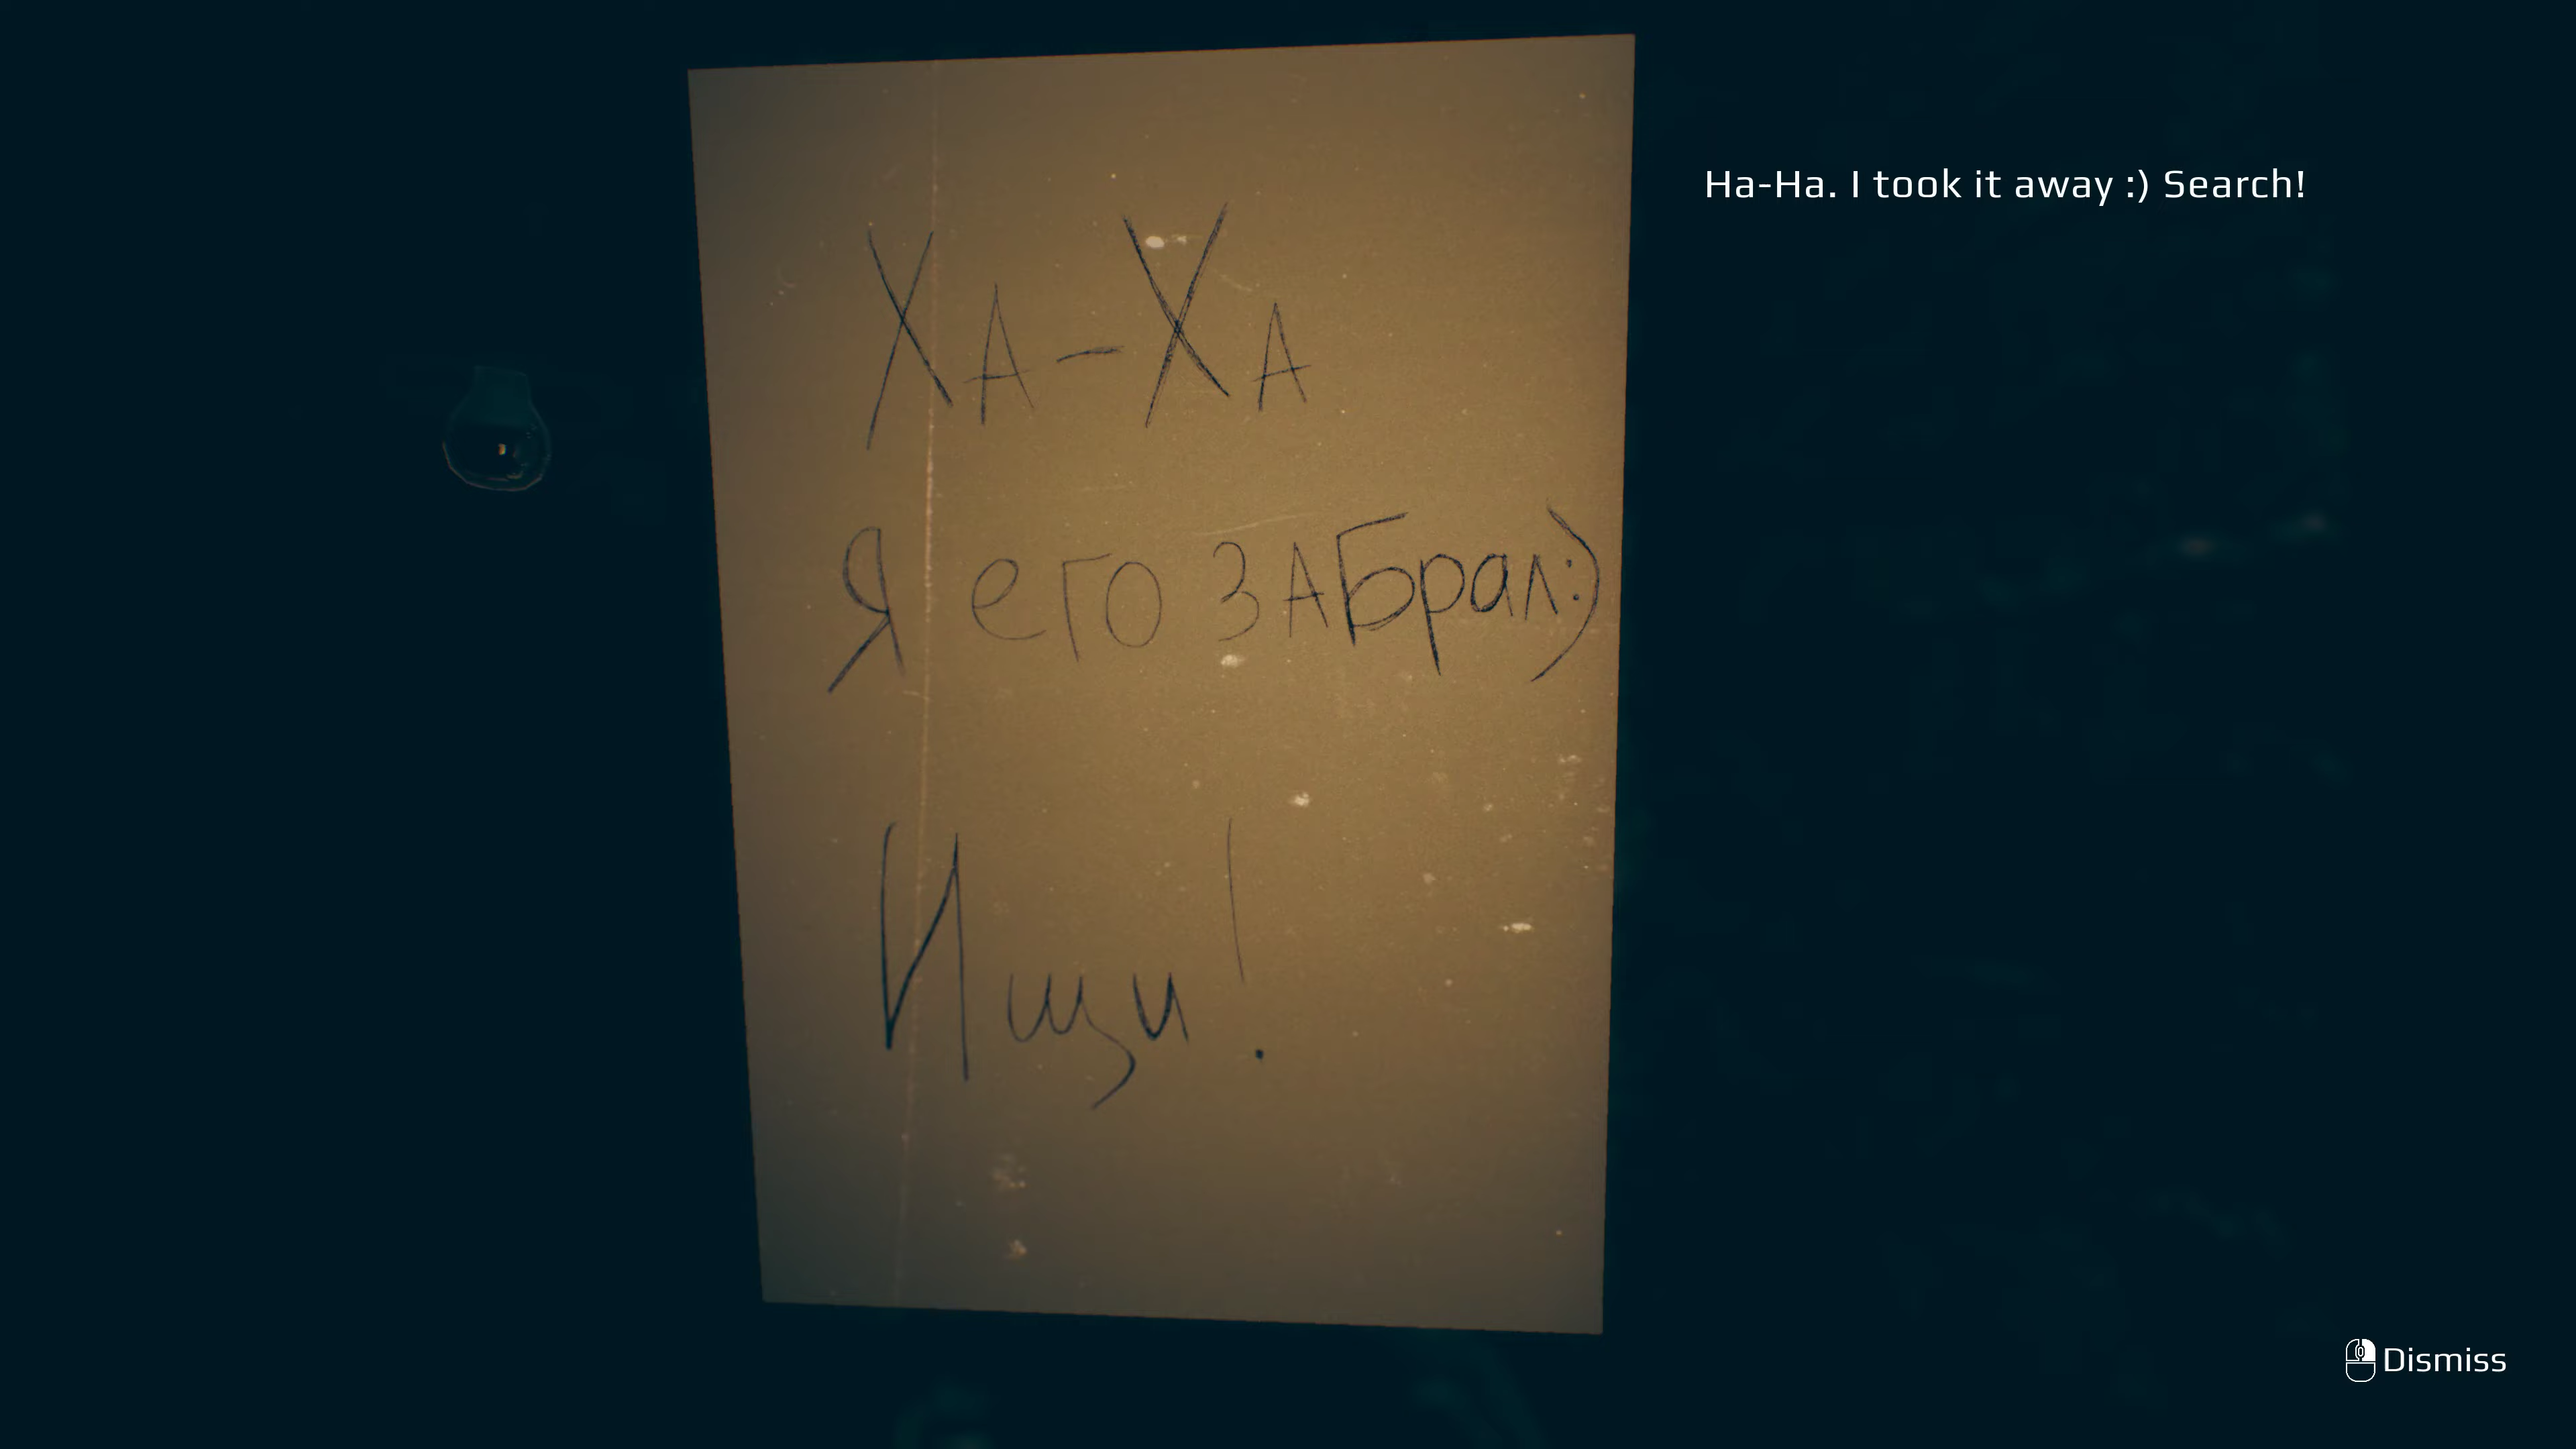 Ha-Ha. I took it away :) Search!
ХА-ХА
Я его ЗАБрал:)
Ищи!
Dismiss